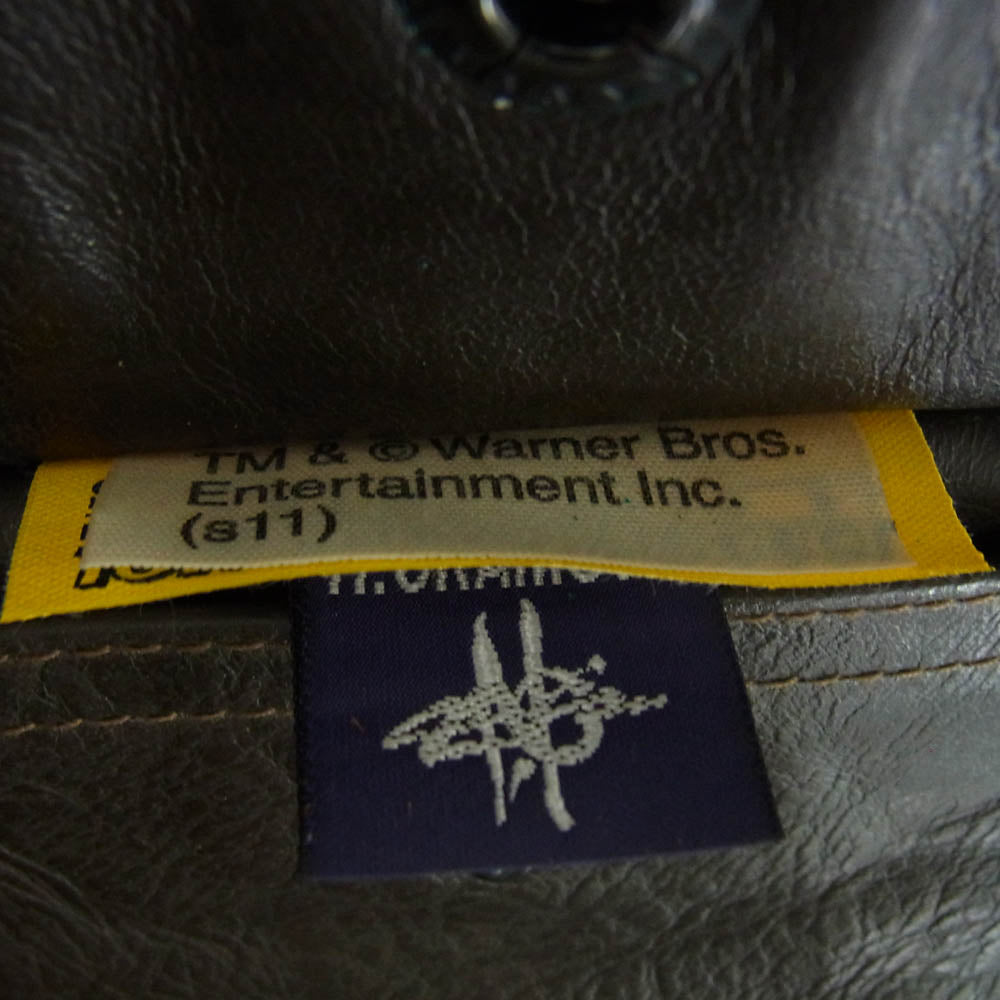 TM & © Warner Bros.
Entertainment Inc.
(s11)